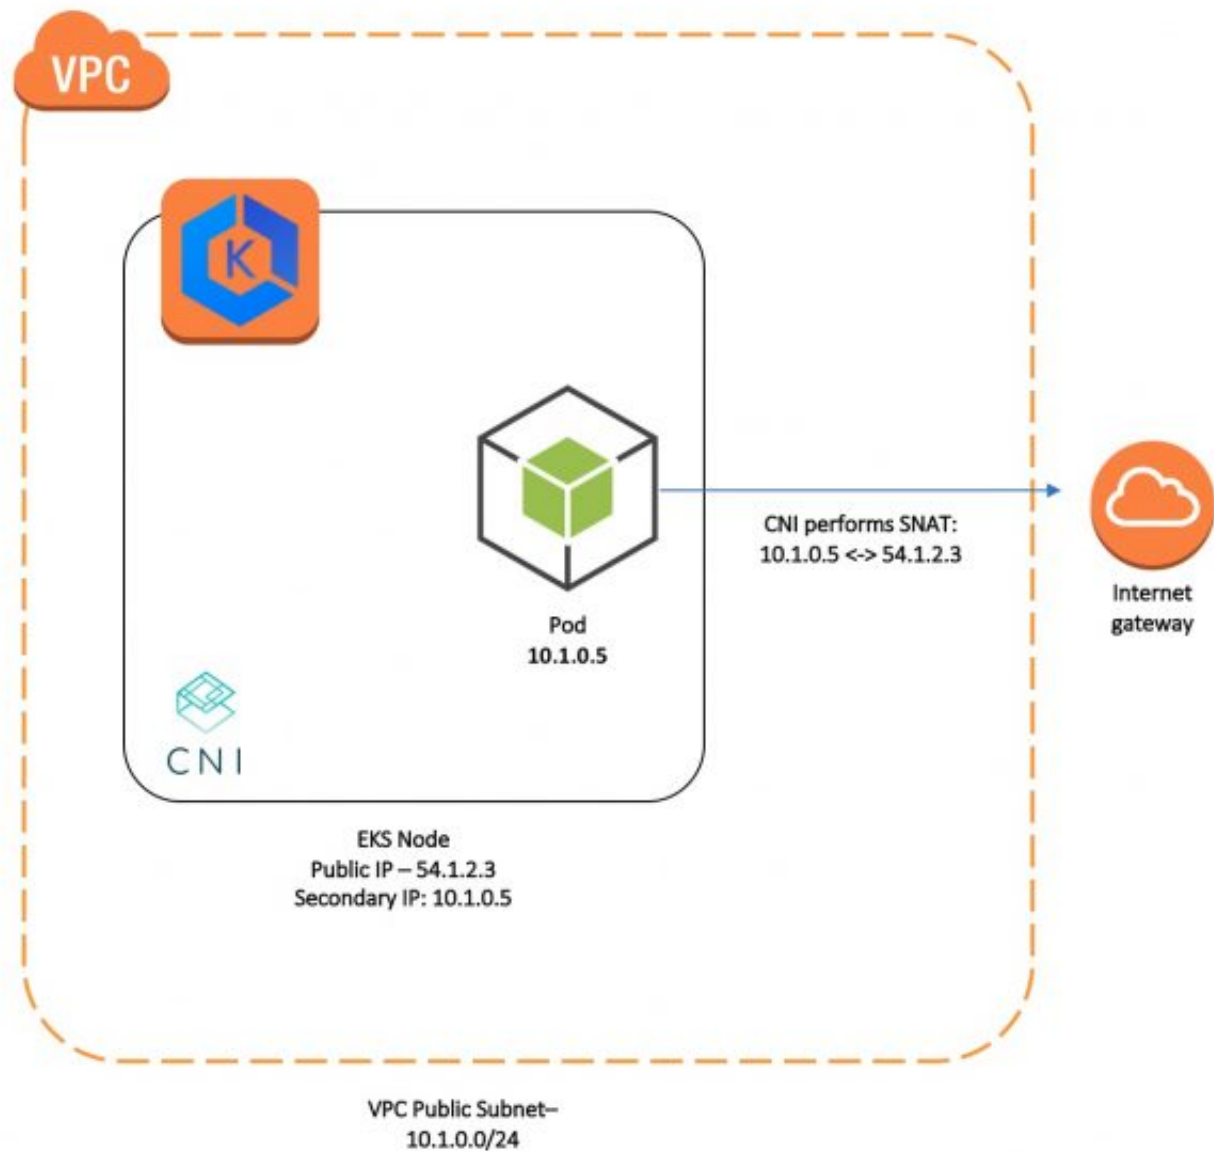 VPC
K
Pod
10.1.0.5
CNI performs SNAT:
10.1.0.5 <-> 54.1.2.3
Internet
gateway
CNI
EKS Node
Public IP – 54.1.2.3
Secondary IP: 10.1.0.5
VPC Public Subnet–
10.1.0.0/24